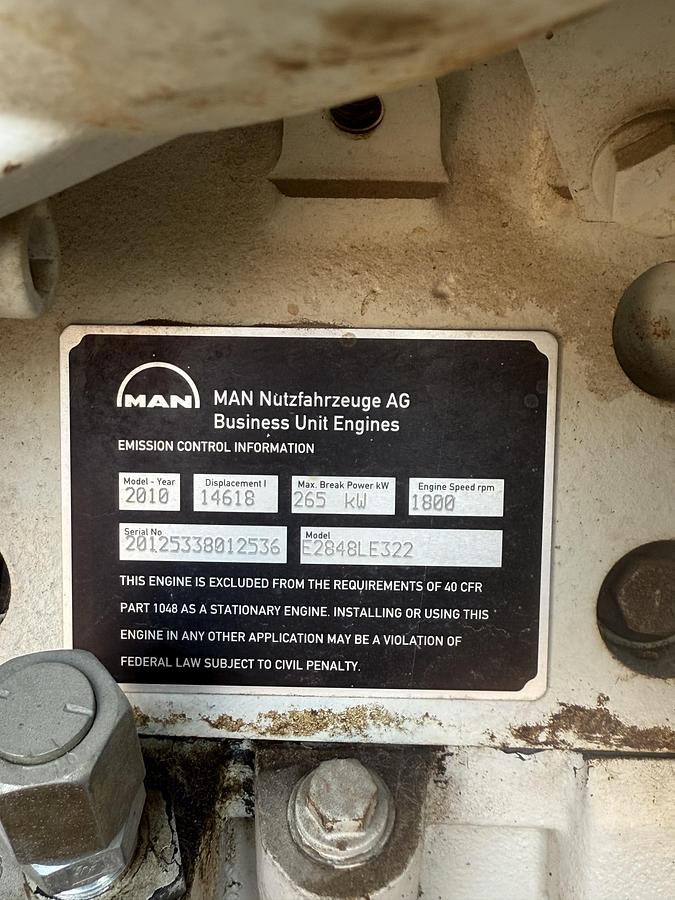 MAN
MAN Nutzfahrzeuge AG
Business Unit Engines
EMISSION CONTROL INFORMATION
Model - Year Displacement l Max. Break Power kW Engine Speed rpm
2010 14618 265 kW 1800
Serial No Model
20125338012536 E2848LE322
THIS ENGINE IS EXCLUDED FROM THE REQUIREMENTS OF 40 CFR
PART 1048 AS A STATIONARY ENGINE. INSTALLING OR USING THIS
ENGINE IN ANY OTHER APPLICATION MAY BE A VIOLATION OF
FEDERAL LAW SUBJECT TO CIVIL PENALTY.